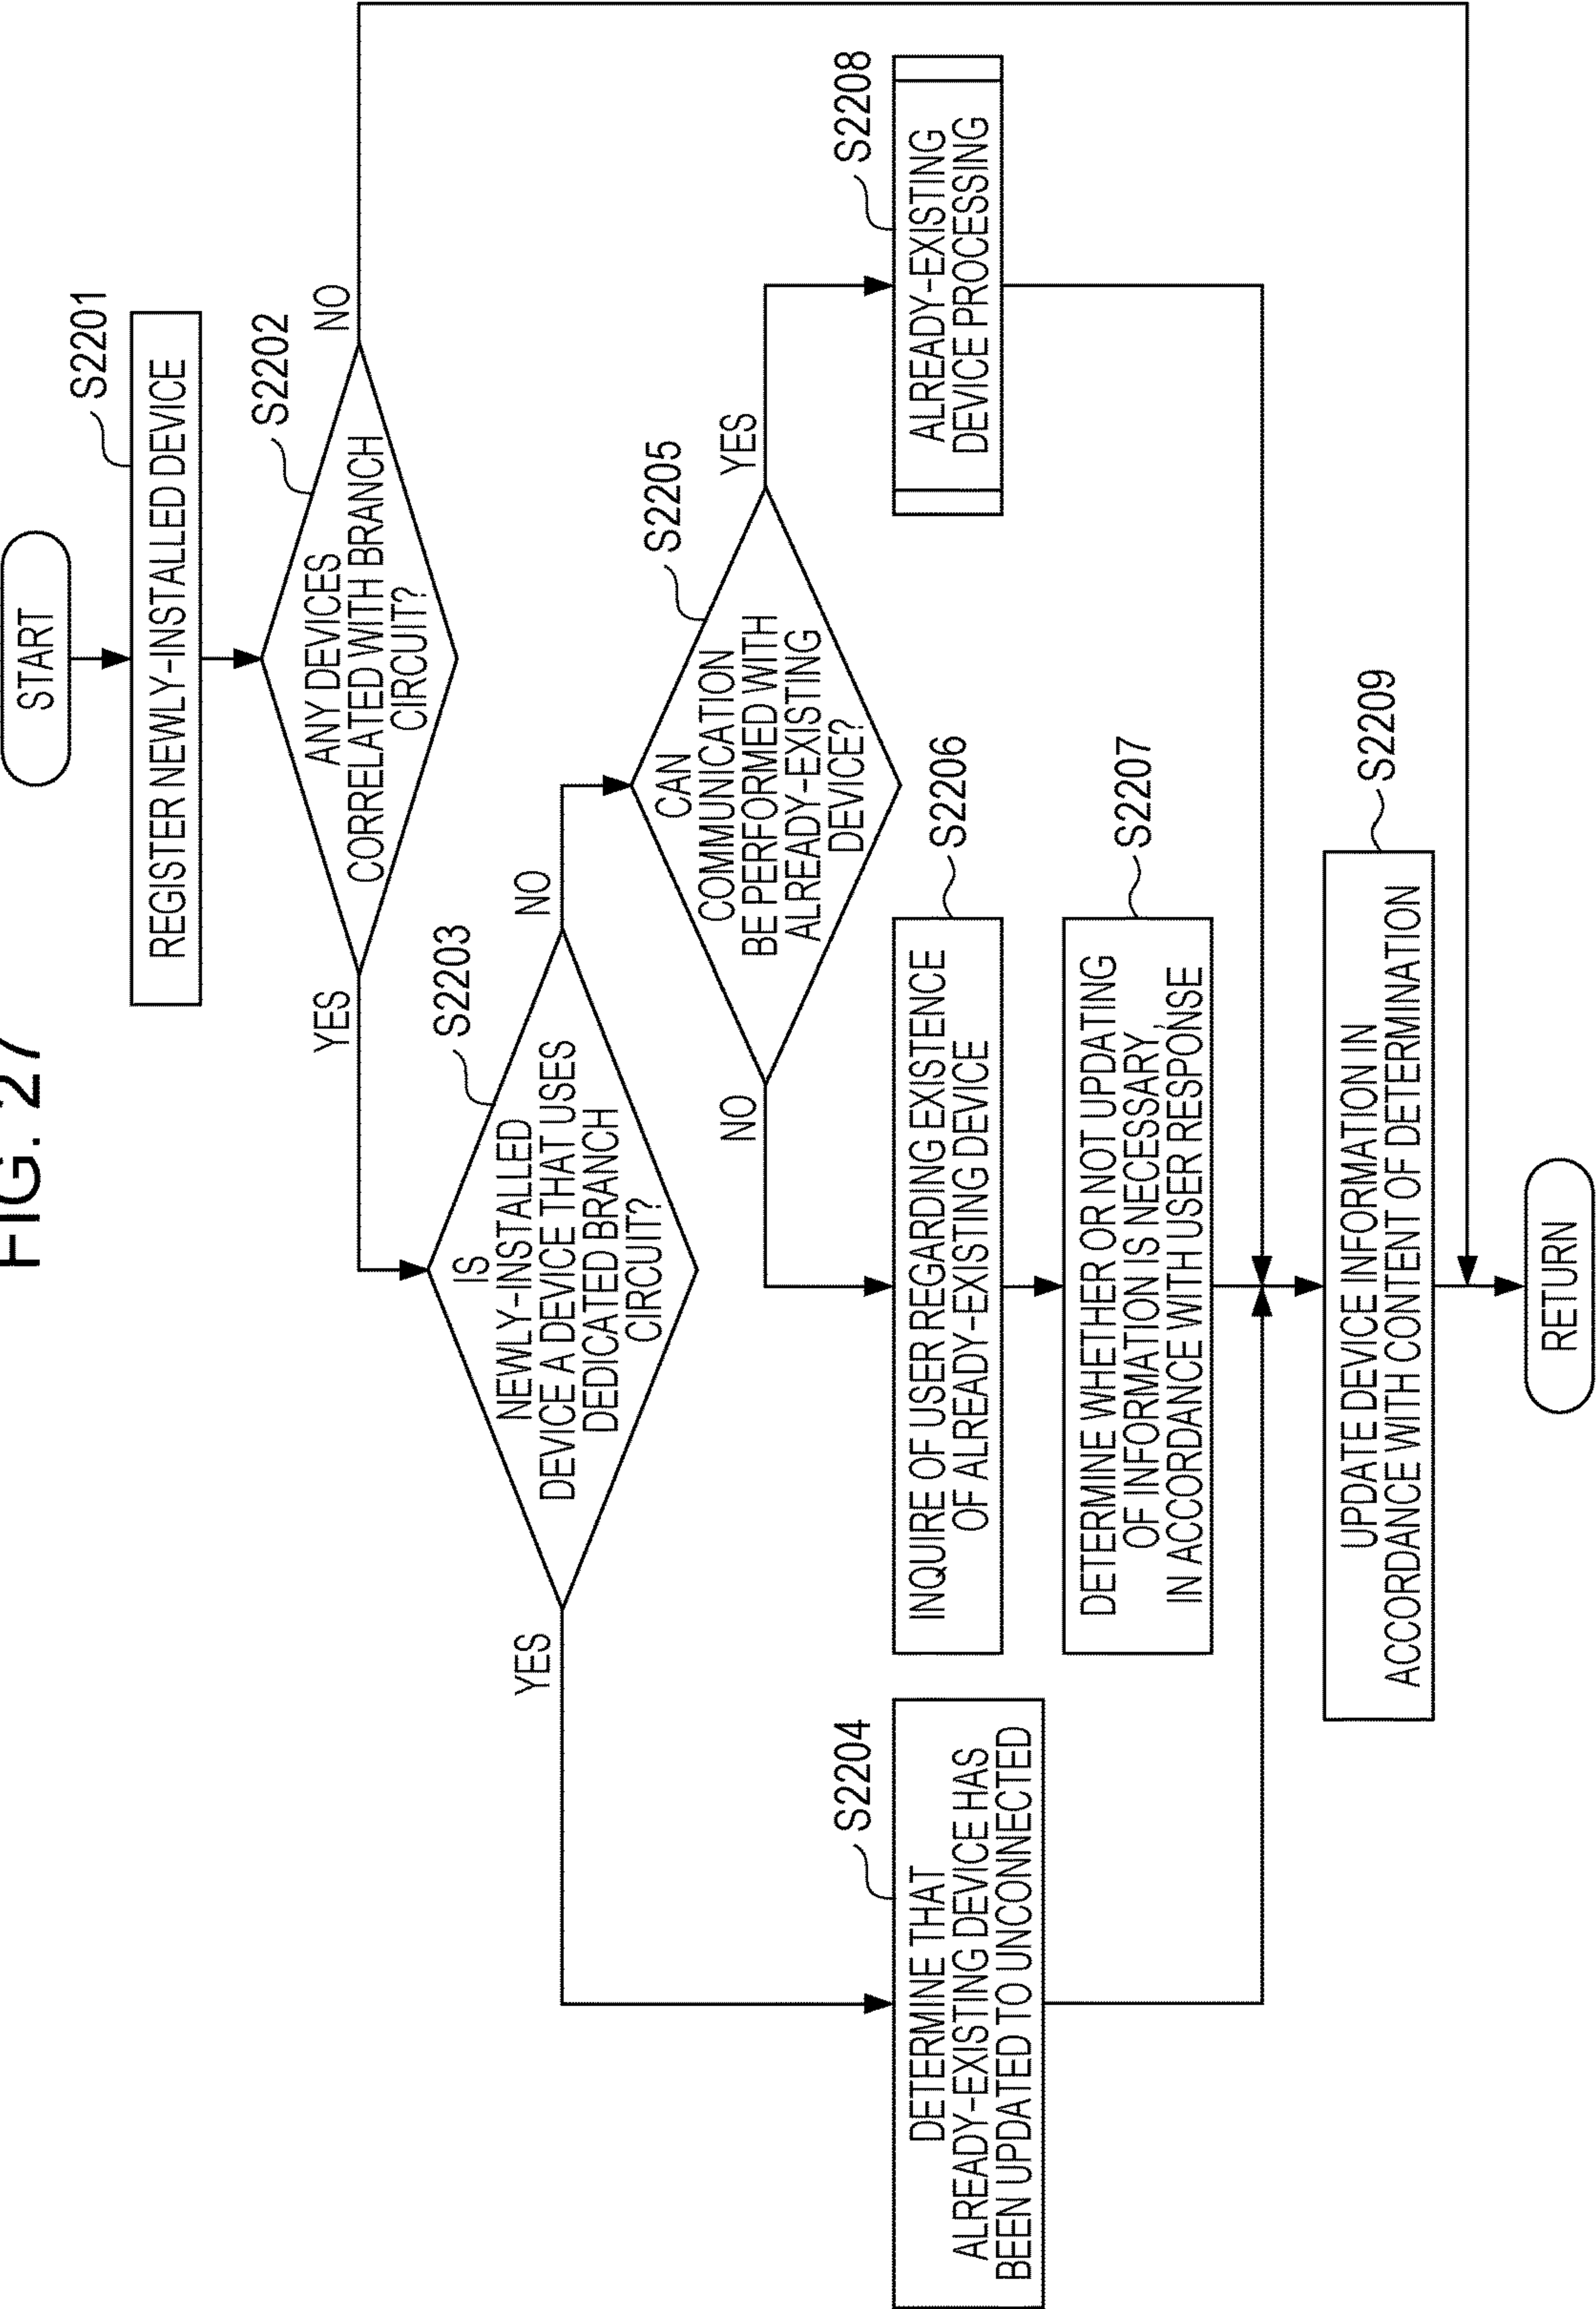 FIG. 27
START
S2201
REGISTER NEWLY-INSTALLED DEVICE
S2202
ANY DEVICES
CORRELATED WITH BRANCH
CIRCUIT?
YES
NO
S2203
IS
NEWLY-INSTALLED
DEVICE A DEVICE THAT USES
DEDICATED BRANCH
CIRCUIT?
YES
NO
S2205
CAN
COMMUNICATION
BE PERFORMED WITH
ALREADY-EXISTING
DEVICE?
NO
YES
S2204
DETERMINE THAT
ALREADY-EXISTING DEVICE HAS
BEEN UPDATED TO UNCONNECTED
S2206
INQUIRE OF USER REGARDING EXISTENCE
OF ALREADY-EXISTING DEVICE
S2208
ALREADY-EXISTING
DEVICE PROCESSING
S2207
DETERMINE WHETHER OR NOT UPDATING
OF INFORMATION IS NECESSARY,
IN ACCORDANCE WITH USER RESPONSE
S2209
UPDATE DEVICE INFORMATION IN
ACCORDANCE WITH CONTENT OF DETERMINATION
RETURN